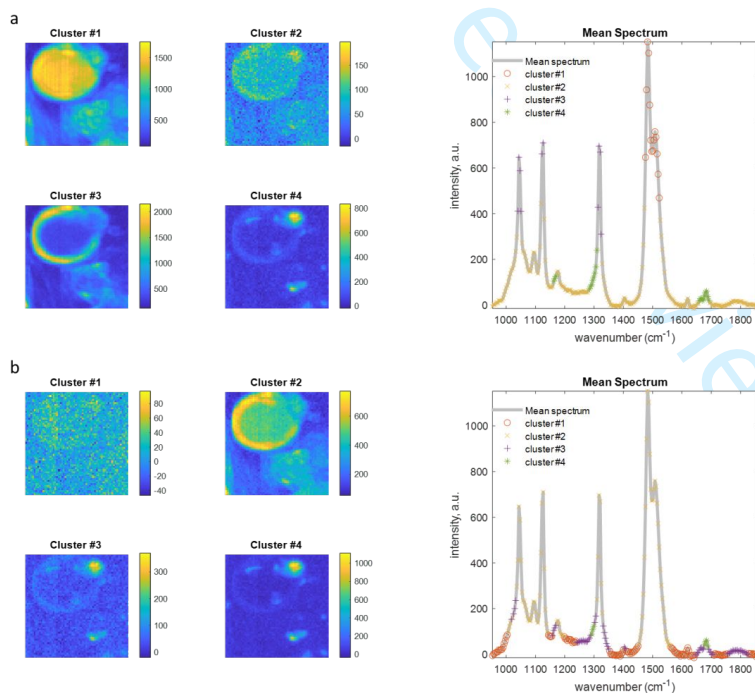 a
Cluster #1
1500
1000
500
Cluster #2
150
100
50
0
Cluster #3
2000
1500
1000
500
Cluster #4
800
600
400
200
0
Mean Spectrum
Mean spectrum
cluster#1
cluster#2
cluster#3
cluster#4
1000
800
600
400
200
0
intensity, a.u.
1000 1100 1200 1300 1400 1500 1600 1700 1800
wavenumber (cm-1)
b
Cluster #1
80
60
40
20
0
-20
-40
Cluster #2
600
400
200
Cluster #3
300
200
100
0
Cluster #4
1000
800
600
400
200
0
Mean Spectrum
Mean spectrum
cluster#1
cluster#2
cluster#3
cluster#4
1000
800
600
400
200
0
intensity, a.u.
1000 1100 1200 1300 1400 1500 1600 1700 1800
wavenumber (cm-1)